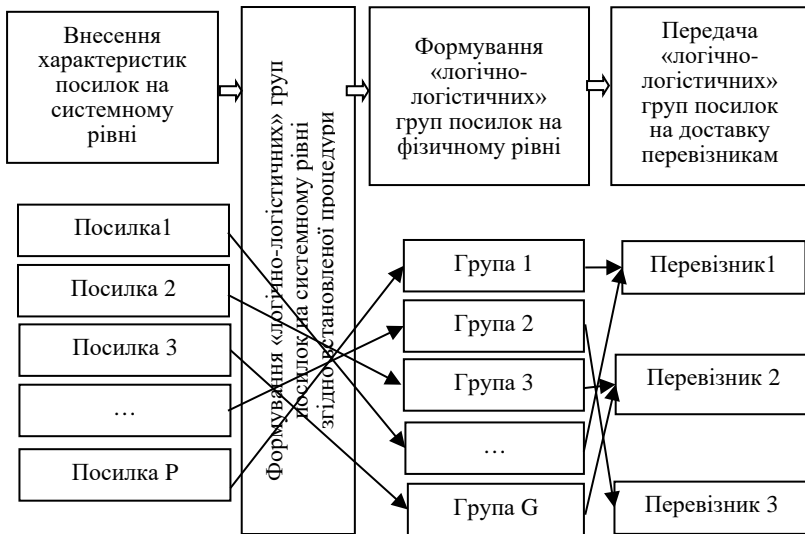 Внесення
характеристик
посилок на
системному
рівні
Формування «логічно-логістичних» груп
посилок на системному рівні
згідно встановленої процедури
Формування
«логічно-
логістичних»
груп посилок на
фізичному рівні
Передача
«логічно-
логістичних»
груп посилок
на доставку
перевізникам
Посилка1
Посилка 2
Посилка 3
…
Посилка P
Група 1
Група 2
Група 3
…
Група G
Перевізник1
Перевізник 2
Перевізник 3